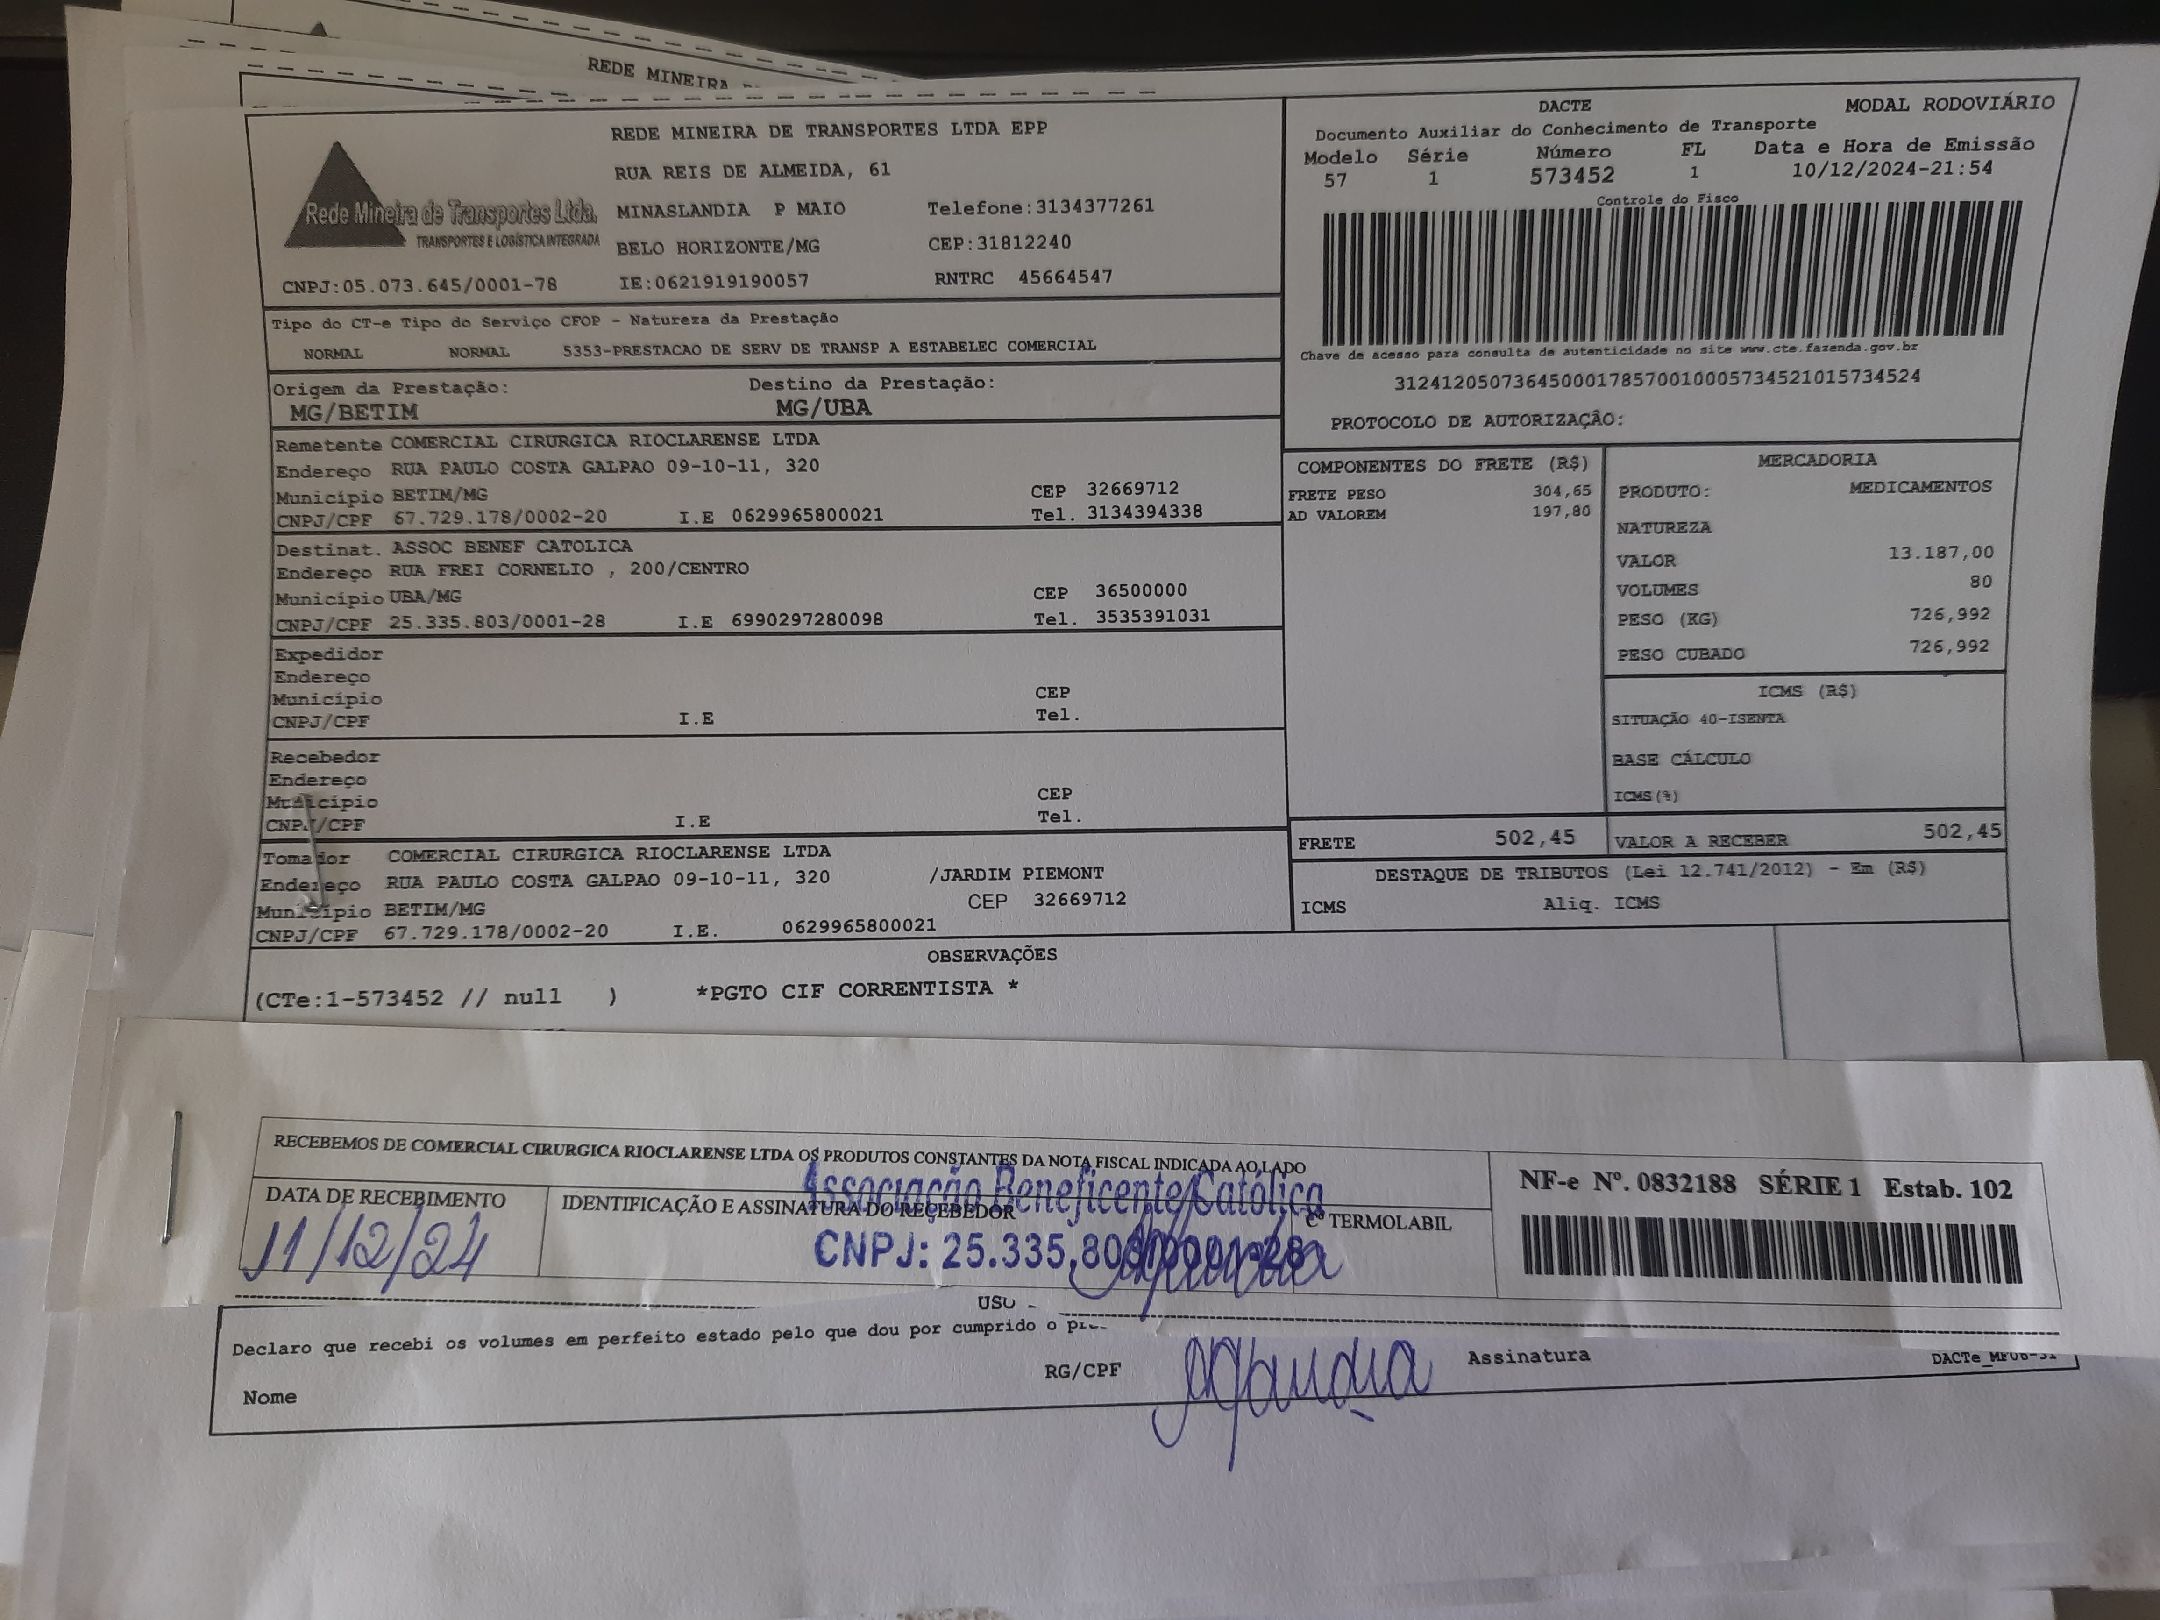 REDE MINEIRA
REDE MINEIRA DE TRANSPORTES LTDA EPP
RUA REIS DE ALMEIDA, 61
MINASLANDIA P MAIO Telefone:3134377261
BELO HORIZONTE/MG CEP:31812240
Rede Mineira de Transportes Ltda.
TRANSPORTES E LOGÍSTICA INTEGRADA
CNPJ:05.073.645/0001-78 IE:0621919190057 RNTRC 45664547
DACTE MODAL RODOVIÁRIO
Documento Auxiliar do Conhecimento de Transporte
Modelo Série Número FL Data e Hora de Emissão
57 1 573452 1 10/12/2024-21:54
Controle do Fisco
Chave de acesso para consulta de autenticidade no site www.cte.fazenda.gov.br
31241205073645000178570010005734521015734524
PROTOCOLO DE AUTORIZAÇÃO:
Tipo do CT-e Tipo do Serviço CFOP - Natureza da Prestação
NORMAL NORMAL 5353-PRESTACAO DE SERV DE TRANSP A ESTABELEC COMERCIAL
Origem da Prestação: Destino da Prestação:
MG/BETIM MG/UBA
Remetente COMERCIAL CIRURGICA RIOCLARENSE LTDA
Endereço RUA PAULO COSTA GALPAO 09-10-11, 320
Município BETIM/MG CEP 32669712
CNPJ/CPF 67.729.178/0002-20 I.E 0629965800021 Tel. 3134394338
Destinat. ASSOC BENEF CATOLICA
Endereço RUA FREI CORNELIO , 200/CENTRO
Município UBA/MG CEP 36500000
CNPJ/CPF 25.335.803/0001-28 I.E 6990297280098 Tel. 3535391031
Expedidor
Endereço
Município CEP
CNPJ/CPF I.E Tel.
Recebedor
Endereço
Município CEP
CNPJ/CPF I.E Tel.
Tomador COMERCIAL CIRURGICA RIOCLARENSE LTDA
Endereço RUA PAULO COSTA GALPAO 09-10-11, 320 /JARDIM PIEMONT
Município BETIM/MG CEP 32669712
CNPJ/CPF 67.729.178/0002-20 I.E. 0629965800021
COMPONENTES DO FRETE (R$)
FRETE PESO 304,65
AD VALOREM 197,80
MERCADORIA
PRODUTO: MEDICAMENTOS
NATUREZA
VALOR 13.187,00
VOLUMES 80
PESO (KG) 726,992
PESO CUBADO 726,992
ICMS (R$)
SITUAÇÃO 40-ISENTA
BASE CÁLCULO
ICMS(%)
FRETE 502,45 VALOR A RECEBER 502,45
DESTAQUE DE TRIBUTOS (Lei 12.741/2012) - Em (R$)
ICMS Aliq. ICMS
OBSERVAÇÕES
(CTe:1-573452 // null ) *PGTO CIF CORRENTISTA *
RECEBEMOS DE COMERCIAL CIRURGICA RIOCLARENSE LTDA OS PRODUTOS CONSTANTES DA NOTA FISCAL INDICADA AO LADO
Associação Beneficente Católica
DATA DE RECEBIMENTO IDENTIFICAÇÃO E ASSINATURA DO RECEBEDOR Cº TERMOLABIL
11/12/24
CNPJ: 25.335.803/0001-28
NF-e Nº. 0832188 SÉRIE 1 Estab. 102
USO
Declaro que recebi os volumes em perfeito estado pelo que dou por cumprido o
Nome RG/CPF Assinatura